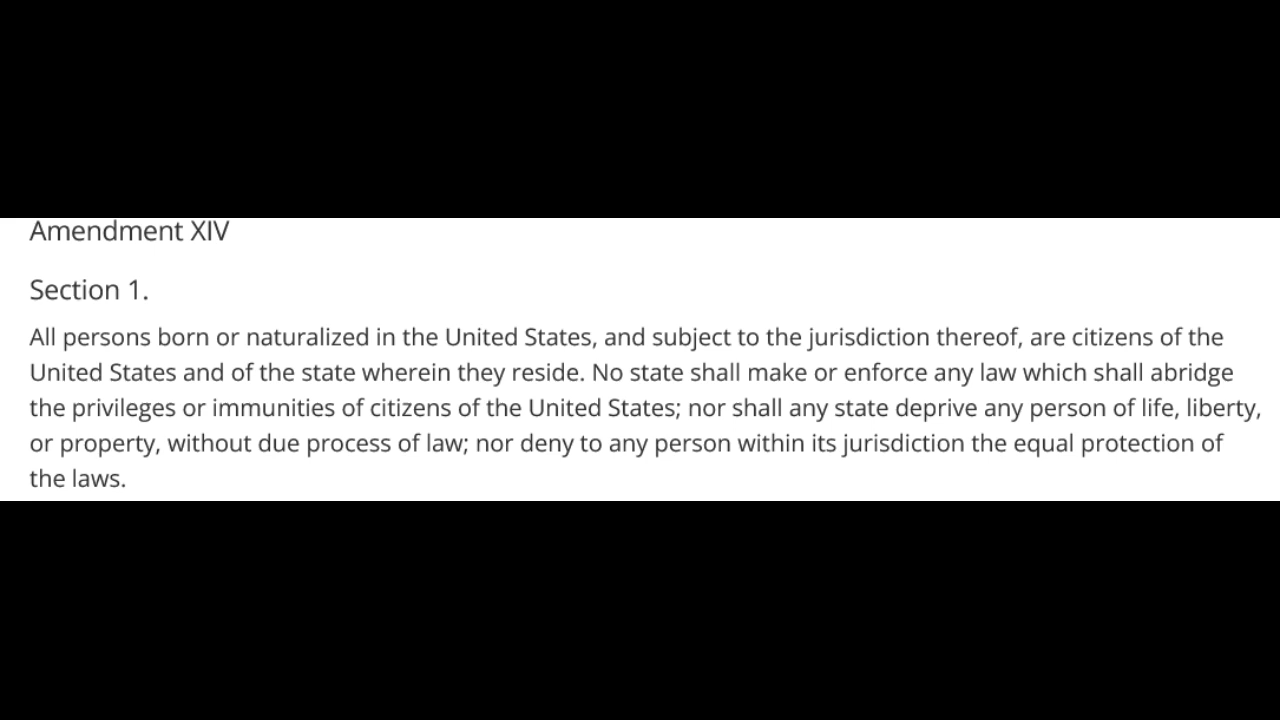 Amendment XIV
Section 1.
All persons born or naturalized in the United States, and subject to the jurisdiction thereof, are citizens of the
United States and of the state wherein they reside. No state shall make or enforce any law which shall abridge
the privileges or immunities of citizens of the United States; nor shall any state deprive any person of life, liberty,
or property, without due process of law; nor deny to any person within its jurisdiction the equal protection of
the laws.